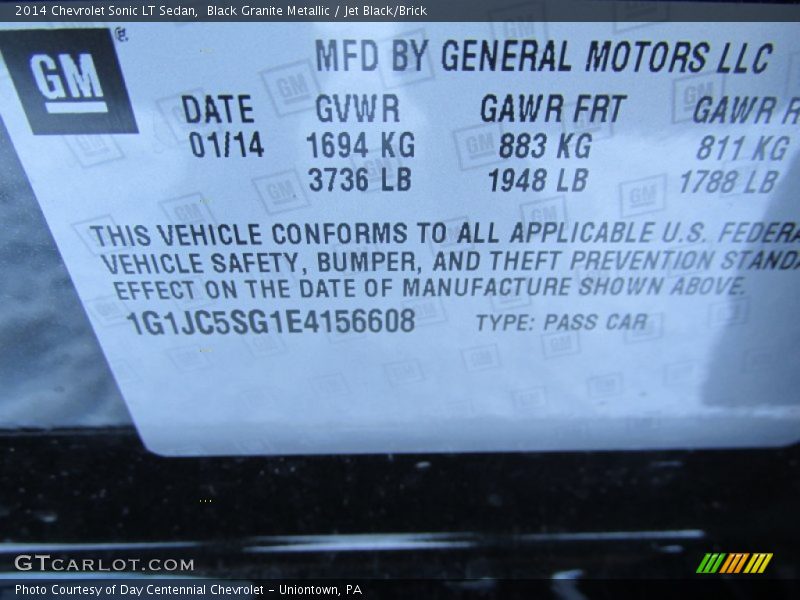 2014 Chevrolet Sonic LT Sedan, Black Granite Metallic / Jet Black/Brick
GM®
MFD BY GENERAL MOTORS LLC
DATE GVWR GAWR FRT GAWR R
01/14 1694 KG 883 KG 811 KG
3736 LB 1948 LB 1788 LB
THIS VEHICLE CONFORMS TO ALL APPLICABLE U.S. FEDERA
VEHICLE SAFETY, BUMPER, AND THEFT PREVENTION STANDA
EFFECT ON THE DATE OF MANUFACTURE SHOWN ABOVE.
1G1JC5SG1E4156608 TYPE: PASS CAR
GTCARLOT.COM
Photo Courtesy of Day Centennial Chevrolet - Uniontown, PA